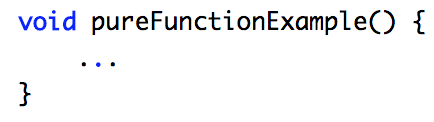 void pureFunctionExample() {
    ...
}